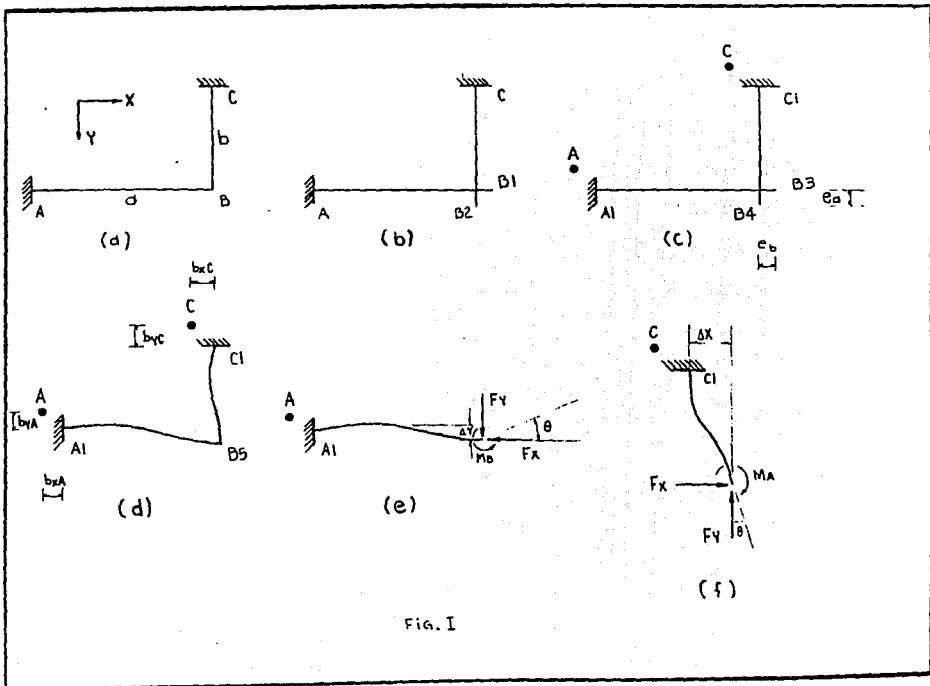 C
X
C
C
C1
Y
b
A
A
a
B
A
B2
B1
A1
B4
B3
ea
(a)
(b)
(c)
eb
bxC
C
byC
C1
ΔX
C
C1
A
byA
A1
B5
A
A1
FY
ΔY
θ
MB
FX
bxA
FX
MA
FY
θ
(d)
(e)
(f)
FIG. I